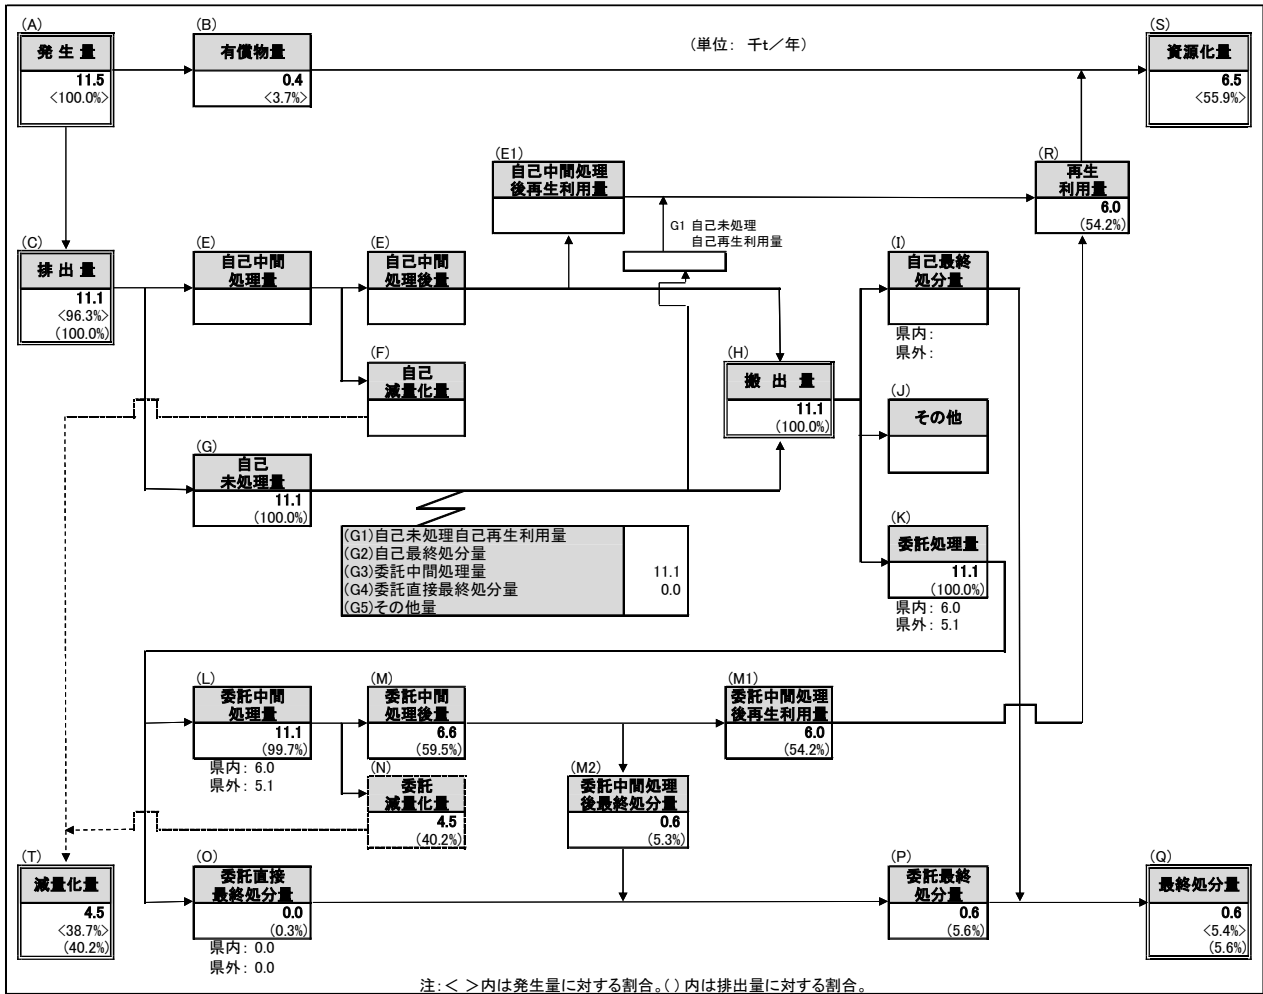 (A)
発 生 量
11.5
<100.0%>
(B)
有償物量
0.4
<3.7%>
(単位: 千t/年)
(S)
資源化量
6.5
<55.9%>
(E1)
自己中間処理
後再生利用量
(R)
再生
利用量
6.0
(54.2%)
G1 自己未処理
自己再生利用量
(C)
排 出 量
11.1
<96.3%>
(100.0%)
(E)
自己中間
処理量
(E)
自己中間
処理後量
(I)
自己最終
処分量
県内:
県外:
(F)
自己
減量化量
(H)
搬 出 量
11.1
(100.0%)
(J)
その他
(G)
自己
未処理量
11.1
(100.0%)
(G1)自己未処理自己再生利用量
(G2)自己最終処分量
(G3)委託中間処理量 11.1
(G4)委託直接最終処分量 0.0
(G5)その他量
(K)
委託処理量
11.1
(100.0%)
県内: 6.0
県外: 5.1
(L)
委託中間
処理量
11.1
(99.7%)
県内: 6.0
県外: 5.1
(M)
委託中間
処理後量
6.6
(59.5%)
(M1)
委託中間処理
後再生利用量
6.0
(54.2%)
(N)
委託
減量化量
4.5
(40.2%)
(M2)
委託中間処理
後最終処分量
0.6
(5.3%)
(T)
減量化量
4.5
<38.7%>
(40.2%)
(O)
委託直接
最終処分量
0.0
(0.3%)
県内: 0.0
県外: 0.0
(P)
委託最終
処分量
0.6
(5.6%)
(Q)
最終処分量
0.6
<5.4%>
(5.6%)
注:< >内は発生量に対する割合。( )内は排出量に対する割合。